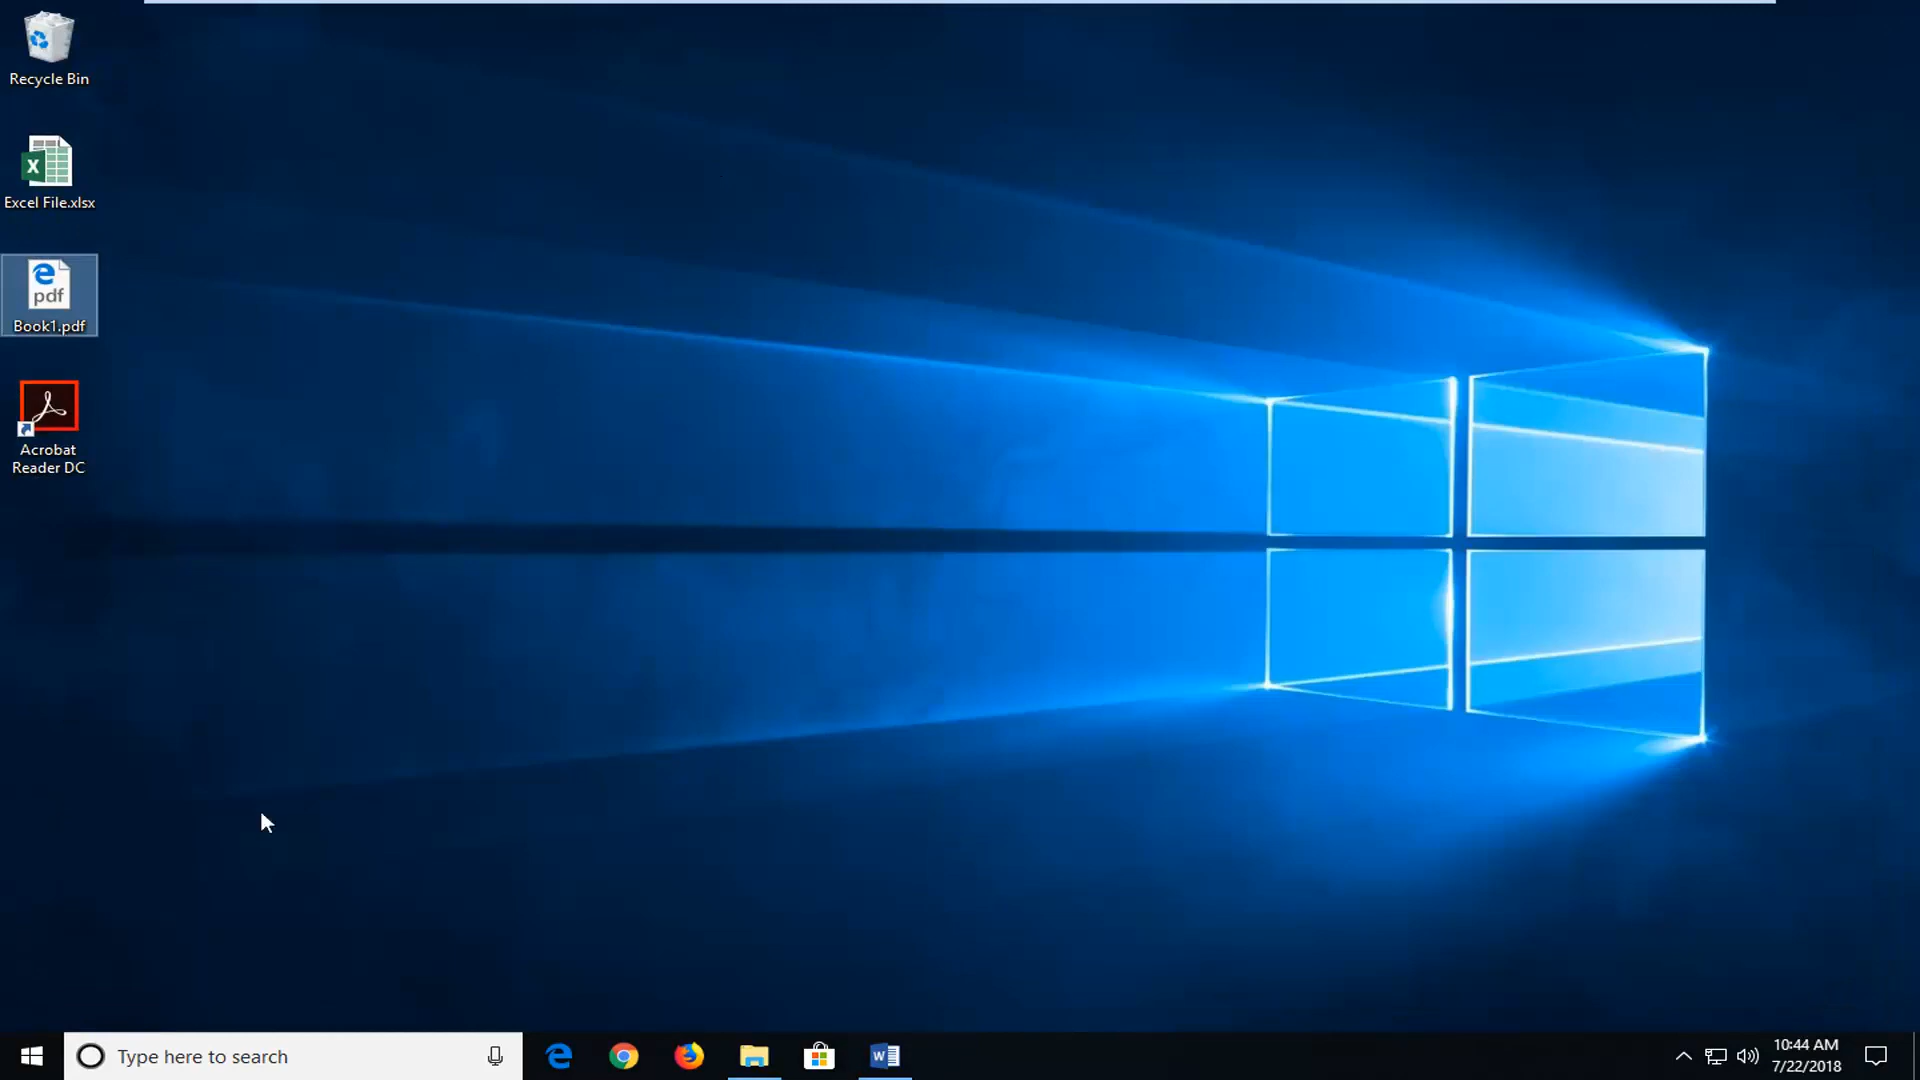 Recycle Bin
X
Excel File.xlsx
pdf
Book1.pdf
Acrobat
Reader DC
Type here to search
W
10:44 AM
7/22/2018